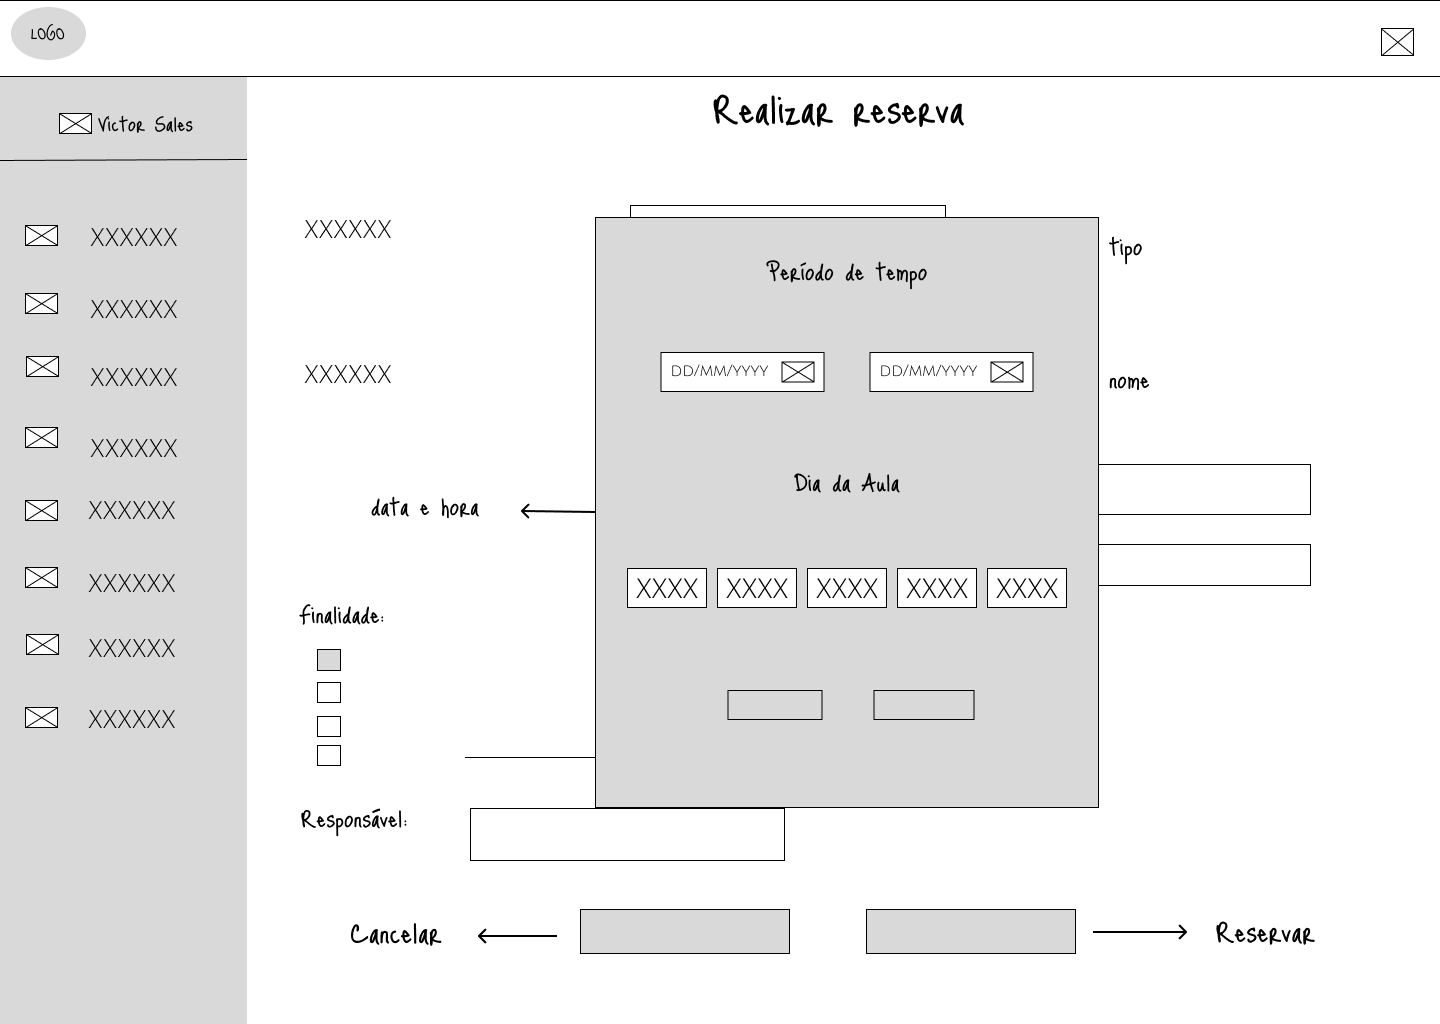 LOGO
Victor Sales
Realizar reserva
XXXXXX
XXXXXX
XXXXXX
XXXXXX
XXXXXX
XXXXXX
XXXXXX
XXXXXX
XXXXXX
tipo
Período de tempo
XXXXXX
DD/MM/YYYY DD/MM/YYYY
nome
Dia da Aula
data e hora
XXXX XXXX XXXX XXXX XXXX
finalidade:
Responsável:
Cancelar
Reservar